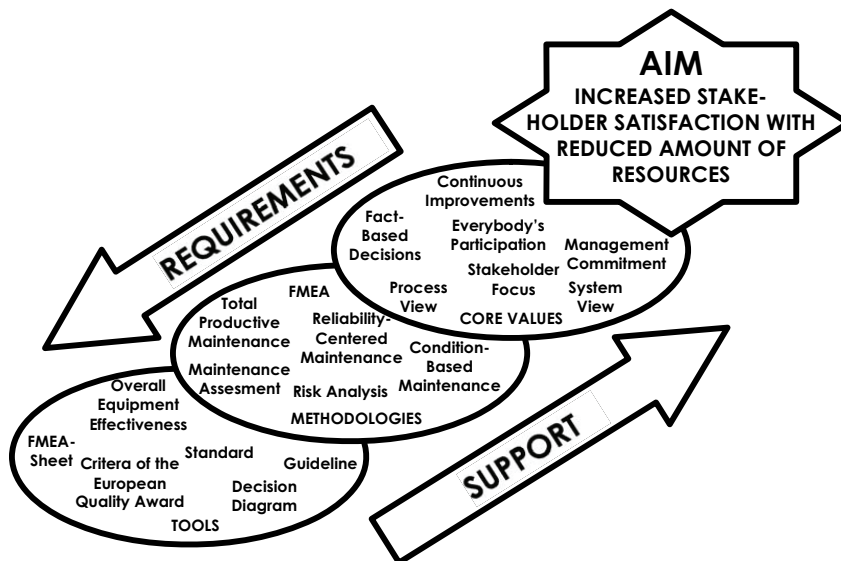 AIM
INCREASED STAKE-
HOLDER SATISFACTION WITH
REDUCED AMOUNT OF
RESOURCES
REQUIREMENTS
Continuous
Improvements
Fact-
Based
Decisions
Everybody's
Participation
Management
Commitment
Stakeholder
Focus
Process
View
System
View
CORE VALUES
Total
Productive
Maintenance
FMEA
Reliability-
Centered
Maintenance
Condition-
Based
Maintenance
Maintenance
Assesment
Risk Analysis
METHODOLOGIES
Overall
Equipment
Effectiveness
FMEA-
Sheet
Standard
Critera of the
European
Quality Award
Guideline
Decision
Diagram
TOOLS
SUPPORT